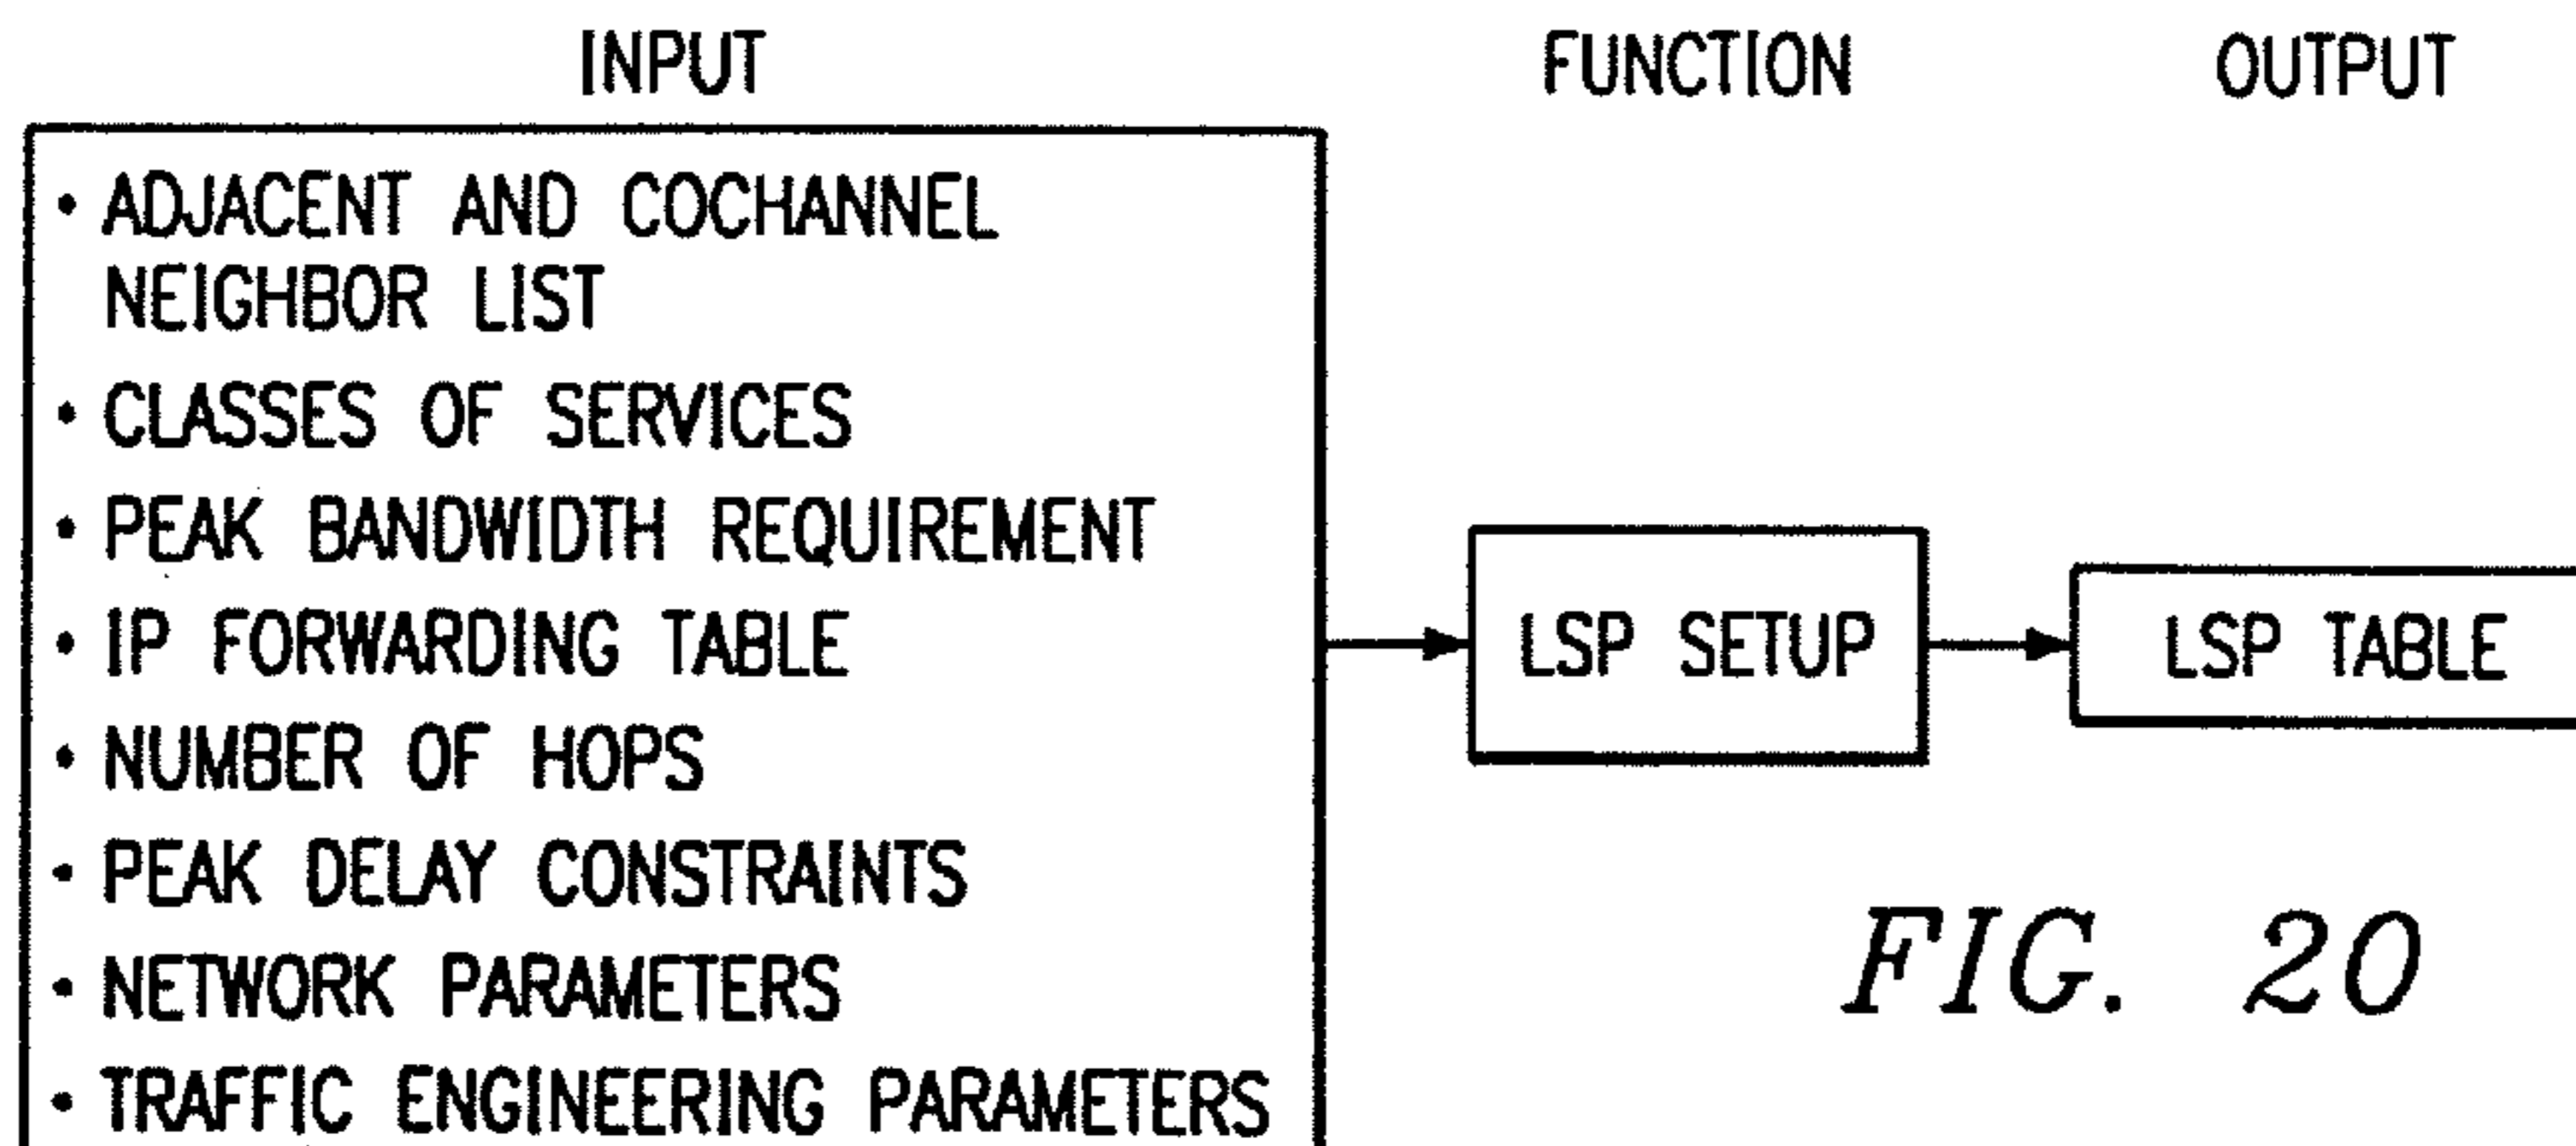 INPUT FUNCTION OUTPUT
• ADJACENT AND COCHANNEL
NEIGHBOR LIST
• CLASSES OF SERVICES
• PEAK BANDWIDTH REQUIREMENT
• IP FORWARDING TABLE
• NUMBER OF HOPS
• PEAK DELAY CONSTRAINTS
• NETWORK PARAMETERS
• TRAFFIC ENGINEERING PARAMETERS
LSP SETUP
LSP TABLE
FIG. 20